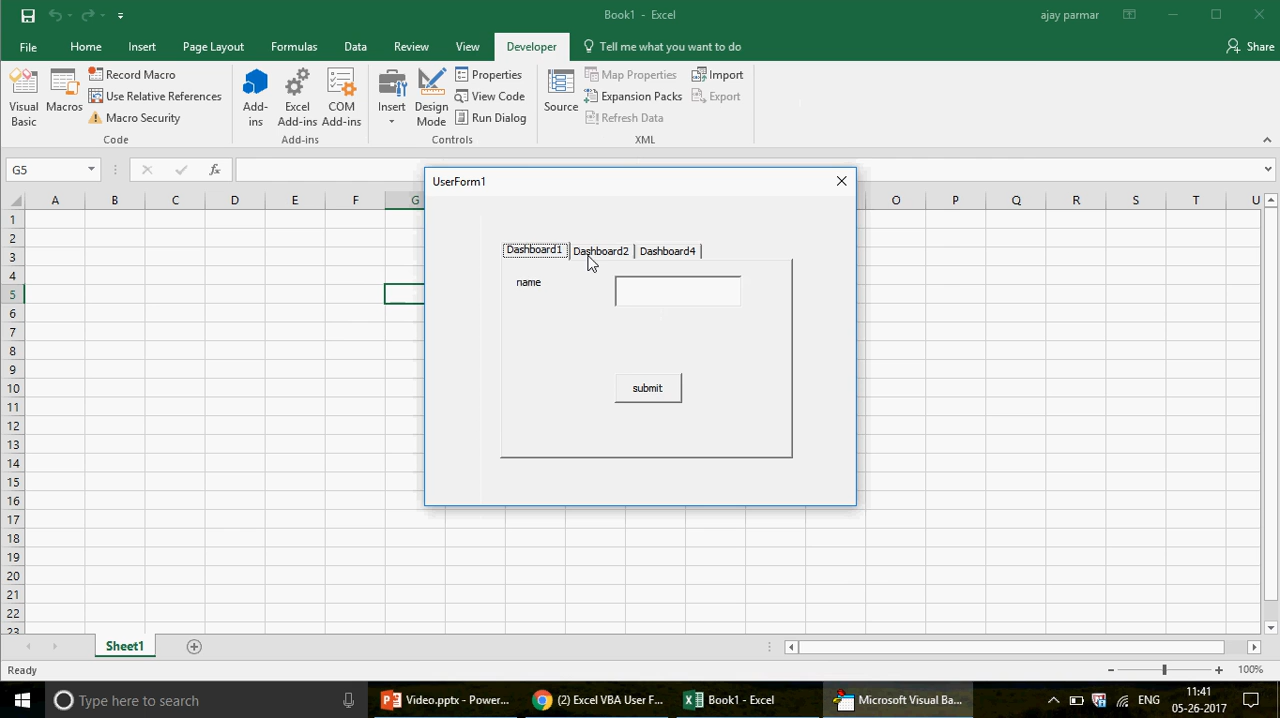 Book1 - Excel
ajay parmar
File Home Insert Page Layout Formulas Data Review View Developer Tell me what you want to do Share
Visual Basic
Macros
Record Macro
Use Relative References
Macro Security
Code
Add-ins
Excel Add-ins
COM Add-ins
Add-ins
Insert
Design Mode
Properties
View Code
Run Dialog
Controls
Source
Map Properties
Expansion Packs
Refresh Data
Import
Export
XML
G5
fx
A B C D E F G O P Q R S T U
1
2
3
4
5
6
7
8
9
10
11
12
13
14
15
16
17
18
19
20
21
22
23
UserForm1
Dashboard1 Dashboard2 Dashboard4
name
submit
Sheet1
Ready
100%
Type here to search
Video.pptx - Power...
(2) Excel VBA User F...
Book1 - Excel
Microsoft Visual Ba...
ENG
11:41
05-26-2017